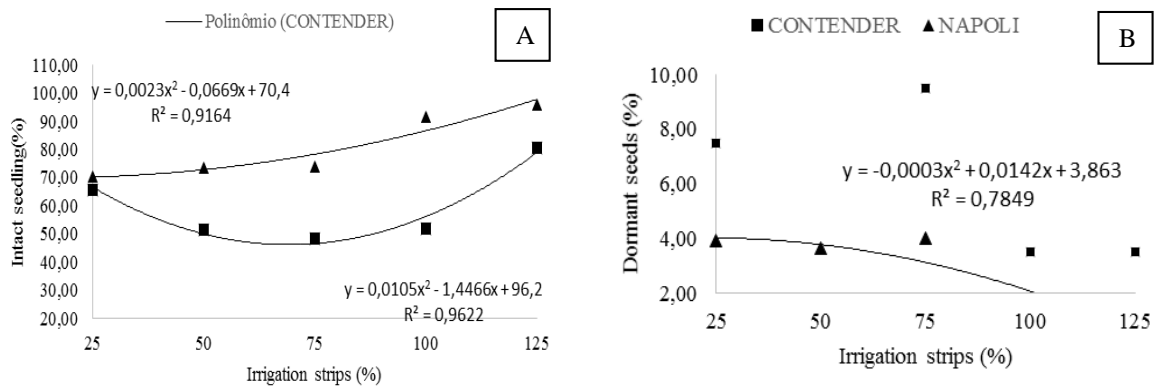 Polinômio (CONTENDER)
A
110,00
100,00
90,00
80,00
70,00
60,00
50,00
40,00
30,00
20,00
Intact seedling(%)
y = 0,0023x² - 0,0669x + 70,4
R² = 0,9164
y = 0,0105x² - 1,4466x + 96,2
R² = 0,9622
25 50 75 100 125
Irrigation strips (%)
CONTENDER NAPOLI
B
10,00
8,00
6,00
4,00
2,00
Dormant seeds (%)
y = -0,0003x² + 0,0142x + 3,863
R² = 0,7849
25 50 75 100 125
Irrigation strips (%)